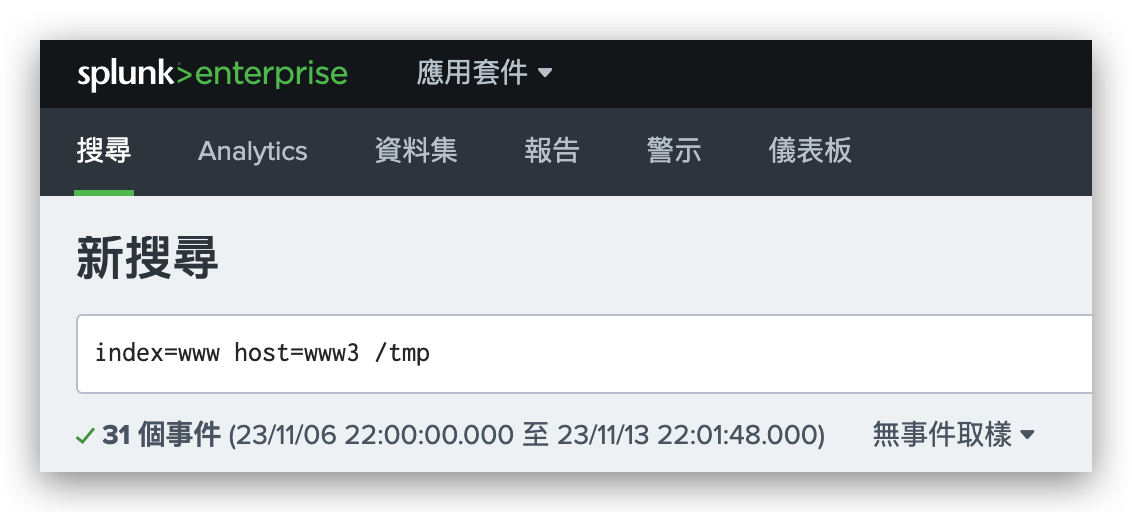 splunk>enterprise 應用套件
搜尋 Analytics 資料集 報告 警示 儀表板
新搜尋
index=www host=www3 /tmp
31 個事件 (23/11/06 22:00:00.000 至 23/11/13 22:01:48.000) 無事件取樣